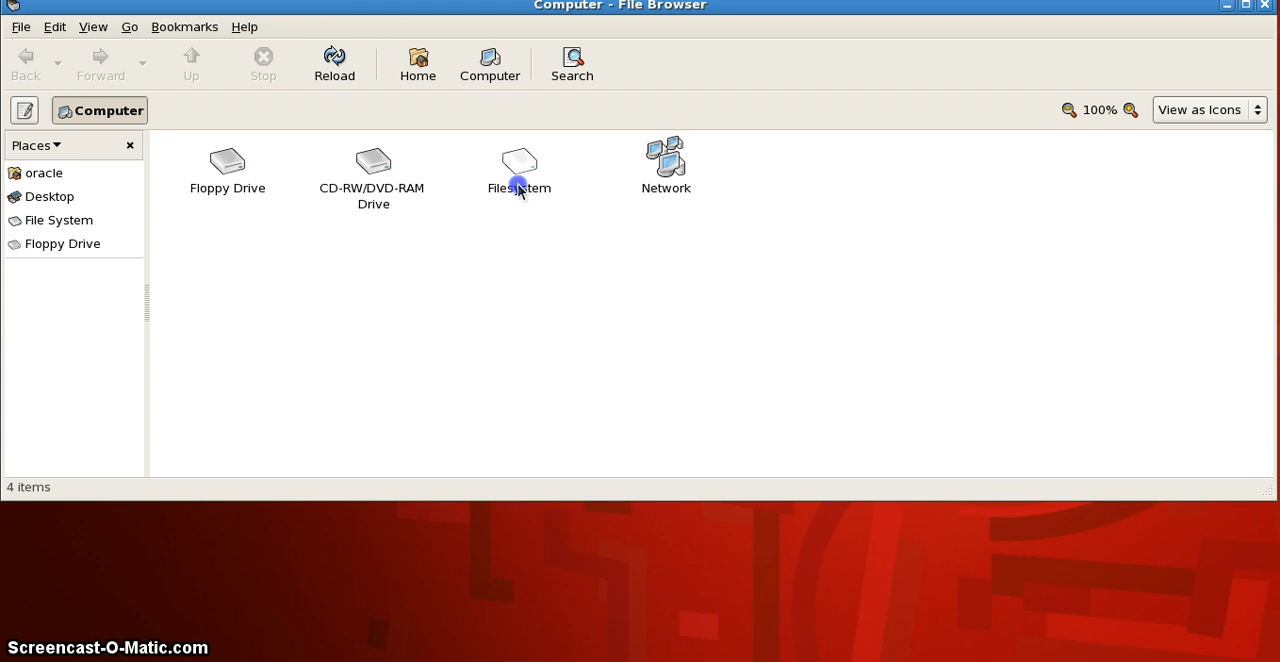 Computer - File Browser
File Edit View Go Bookmarks Help
Back Forward Up Stop Reload Home Computer Search
Computer 100% View as Icons
Places
oracle
Desktop
File System
Floppy Drive
Floppy Drive
CD-RW/DVD-RAM
Drive
Filesystem
Network
4 items
Screencast-O-Matic.com